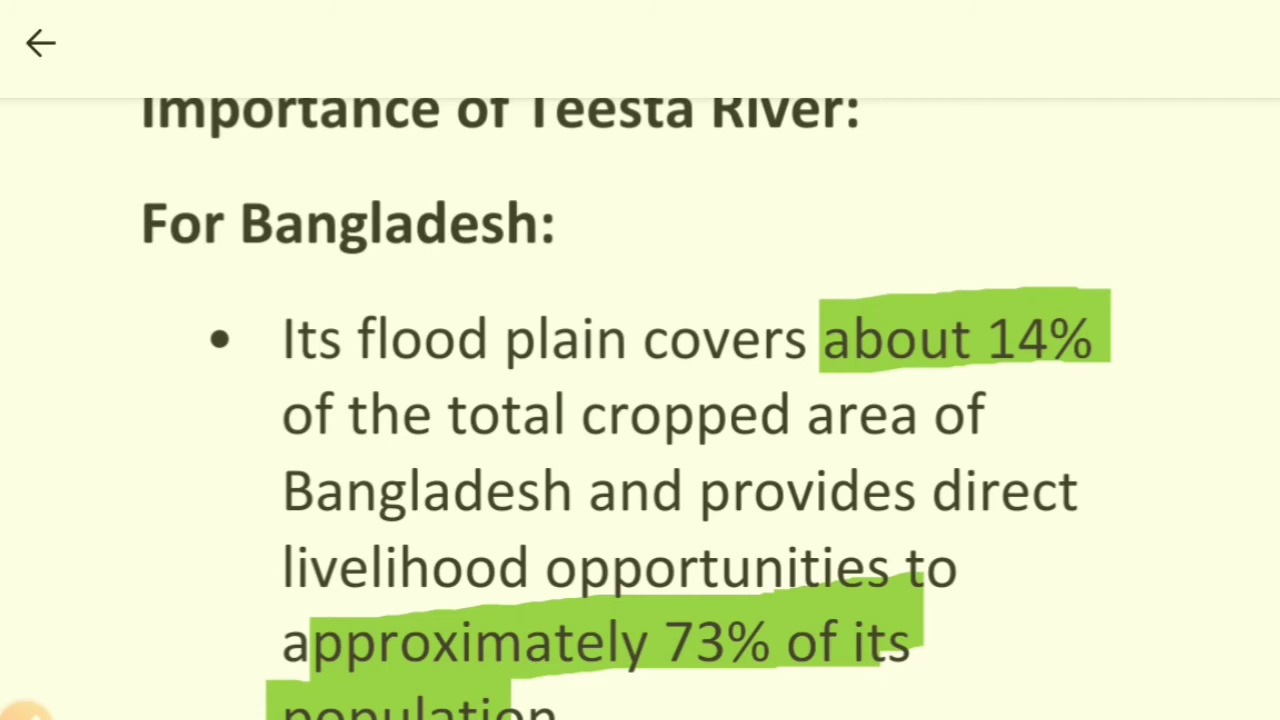 Importance of Teesta River:
For Bangladesh:
• Its flood plain covers about 14%
of the total cropped area of
Bangladesh and provides direct
livelihood opportunities to
approximately 73% of its
population